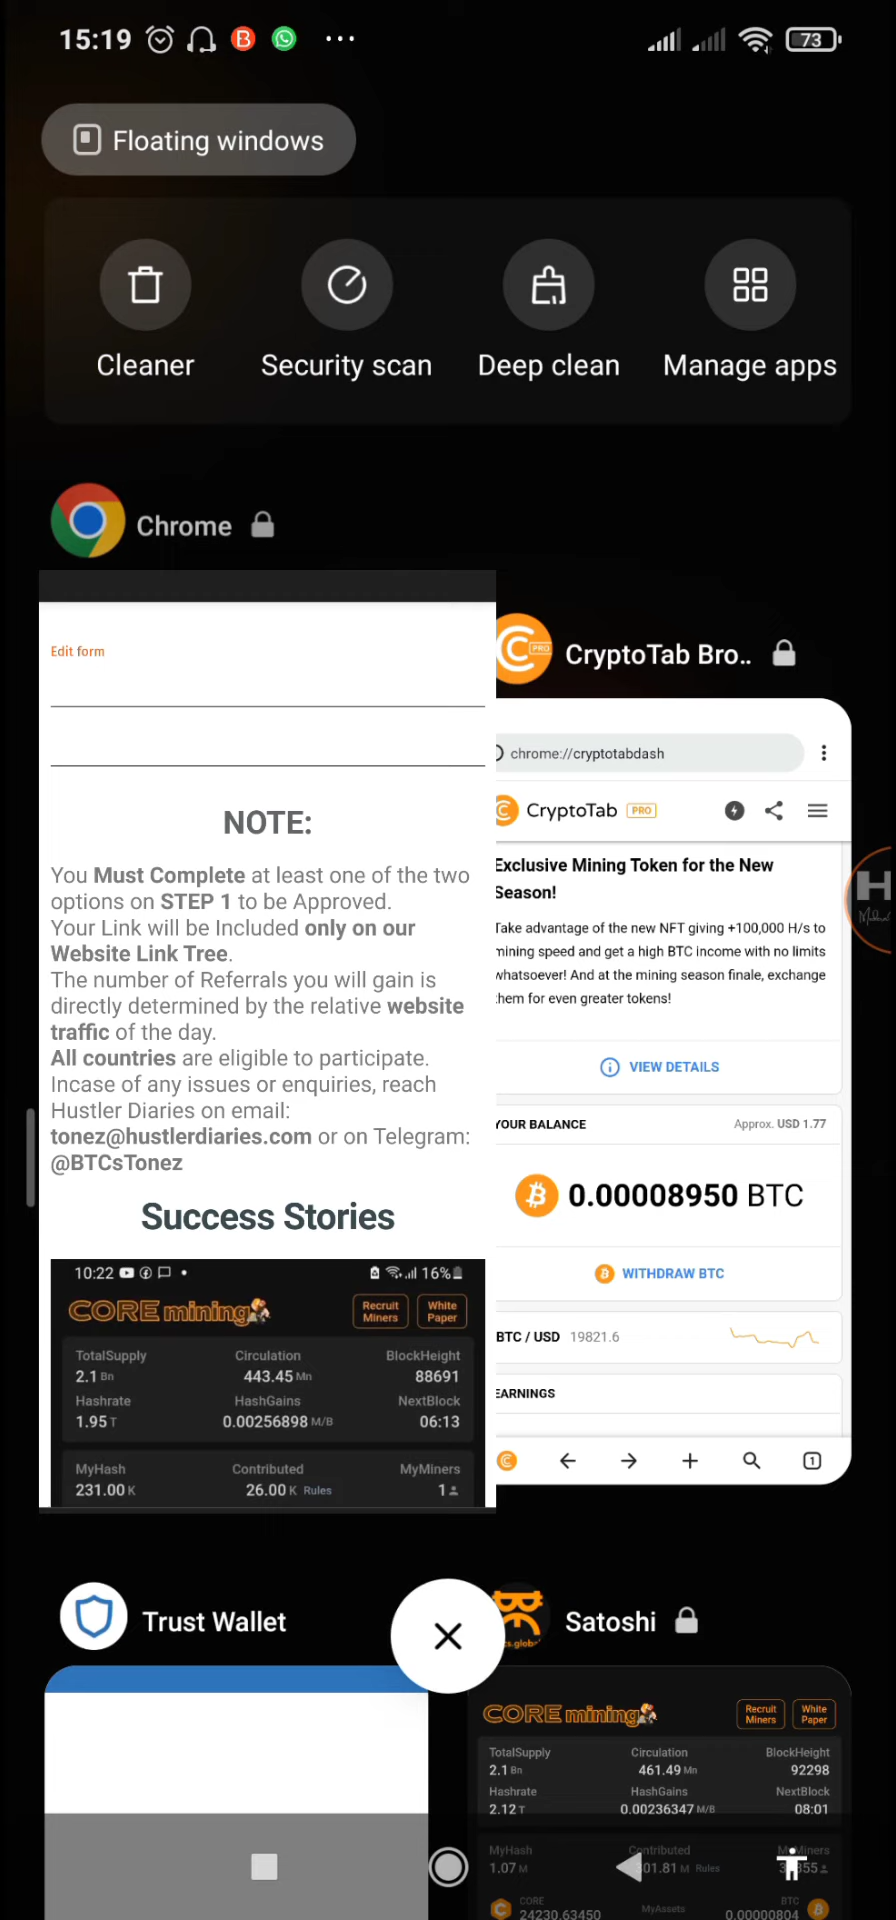 15:19
73
Floating windows
Cleaner
Security scan
Deep clean
Manage apps
Chrome
Edit form
NOTE:
You Must Complete at least one of the two
options on STEP 1 to be Approved.
Your Link will be Included only on our
Website Link Tree.
The number of Referrals you will gain is
directly determined by the relative website
traffic of the day.
All countries are eligible to participate.
Incase of any issues or enquiries, reach
Hustler Diaries on email:
tonez@hustlerdiaries.com or on Telegram:
@BTCsTonez
Success Stories
10:22
16%
CORE mining
Recruit Miners
White Paper
TotalSupply Circulation BlockHeight
2.1 Bn 443.45 Mn 88691
Hashrate HashGains NextBlock
1.95 T 0.00256898 M/B 06:13
MyHash Contributed MyMiners
231.00 K 26.00 K Rules 1
CryptoTab Bro..
PRO
chrome://cryptotabdash
CryptoTab PRO
Exclusive Mining Token for the New
Season!
Take advantage of the new NFT giving +100,000 H/s to
mining speed and get a high BTC income with no limits
whatsoever! And at the mining season finale, exchange
them for even greater tokens!
VIEW DETAILS
YOUR BALANCE
Approx. USD 1.77
0.00008950 BTC
WITHDRAW BTC
BTC / USD 19821.6
EARNINGS
1
H
Trust Wallet
Satoshi
CORE mining
Recruit Miners
White Paper
TotalSupply Circulation BlockHeight
2.1 Bn 461.49 Mn 92298
Hashrate HashGains NextBlock
2.12 T 0.00236347 M/B 08:01
MyHash Contributed MyMiners
1.07 M 301.81 M Rules
CORE MyAssets BTC
24230.63450 0.00000804